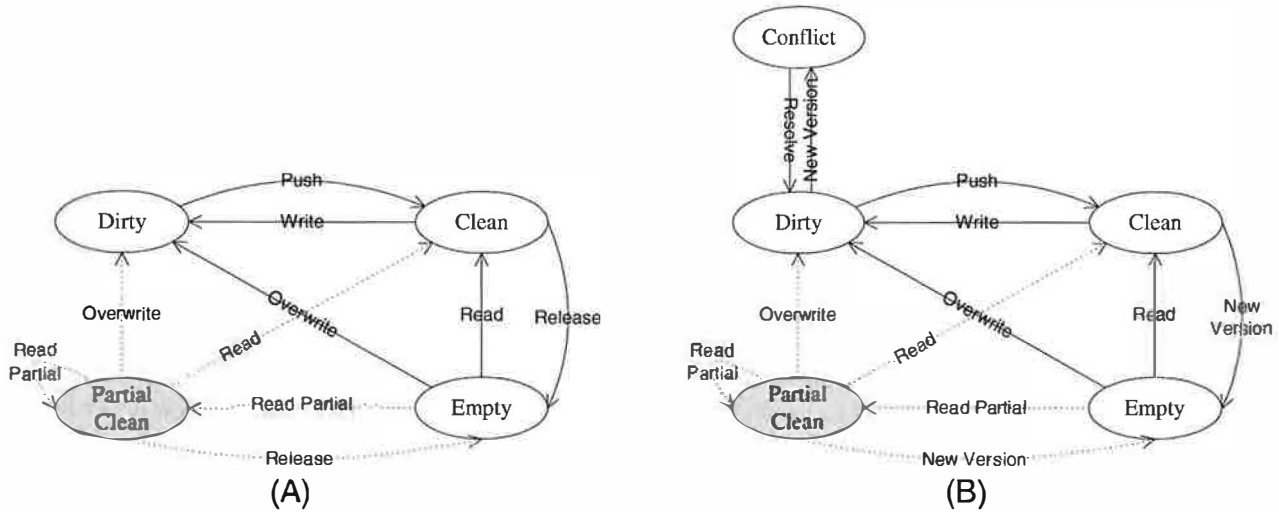 Push
Dirty
Clean
Write
Overwrite
Overwrite
Read
Read
Release
Read
Partial
Partial
Clean
Read Partial
Empty
Release
(A)
Conflict
Resolve
New Version
Push
Dirty
Clean
Write
Overwrite
Overwrite
Read
Read
New
Version
Read
Partial
Partial
Clean
Read Partial
Empty
New Version
(B)